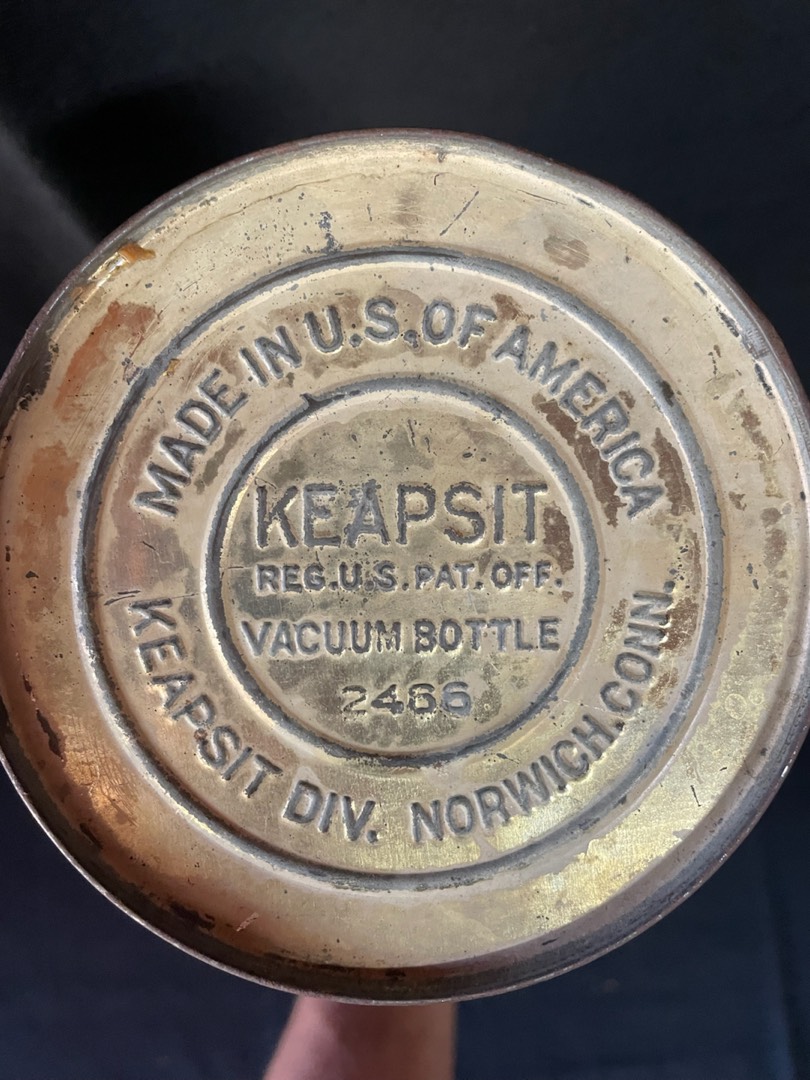 MADE IN U.S. OF AMERICA
KEAPSIT
REG. U.S. PAT. OFF.
VACUUM BOTTLE
2466
KEAPSIT DIV. NORWICH. CONN.